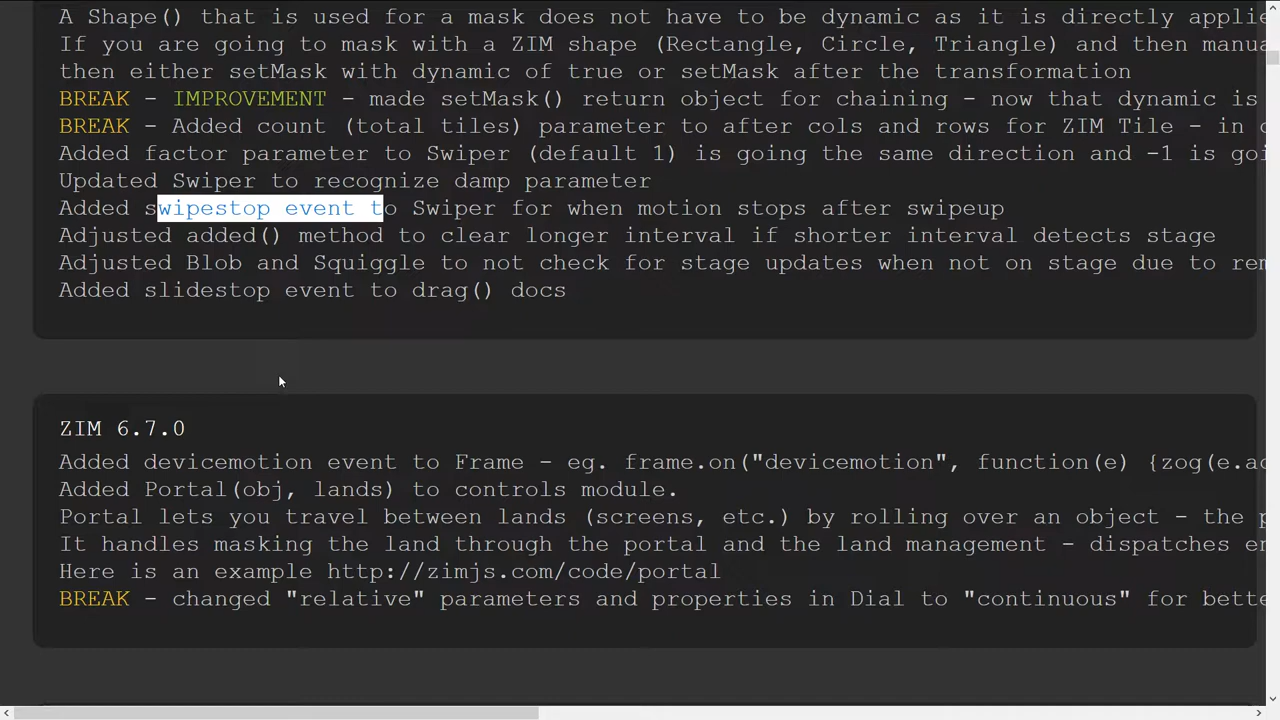 A Shape() that is used for a mask does not have to be dynamic as it is directly
If you are going to mask with a ZIM shape (Rectangle, Circle, Triangle) and then
then either setMask with dynamic of true or setMask after the transformation
BREAK - IMPROVEMENT - made setMask() return object for chaining - now that dynamic is
BREAK - Added count (total tiles) parameter to after cols and rows for ZIM Tile - in
Added factor parameter to Swiper (default 1) is going the same direction and -1 is
Updated Swiper to recognize damp parameter
Added swipestop event to Swiper for when motion stops after swipeup
Adjusted added() method to clear longer interval if shorter interval detects stage
Adjusted Blob and Squiggle to not check for stage updates when not on stage due to
Added slidestop event to drag() docs
ZIM 6.7.0
Added devicemotion event to Frame - eg. frame.on("devicemotion", function(e) {zog(e.
Added Portal(obj, lands) to controls module.
Portal lets you travel between lands (screens, etc.) by rolling over an object - the
It handles masking the land through the portal and the land management - dispatches
Here is an example http://zimjs.com/code/portal
BREAK - changed "relative" parameters and properties in Dial to "continuous" for